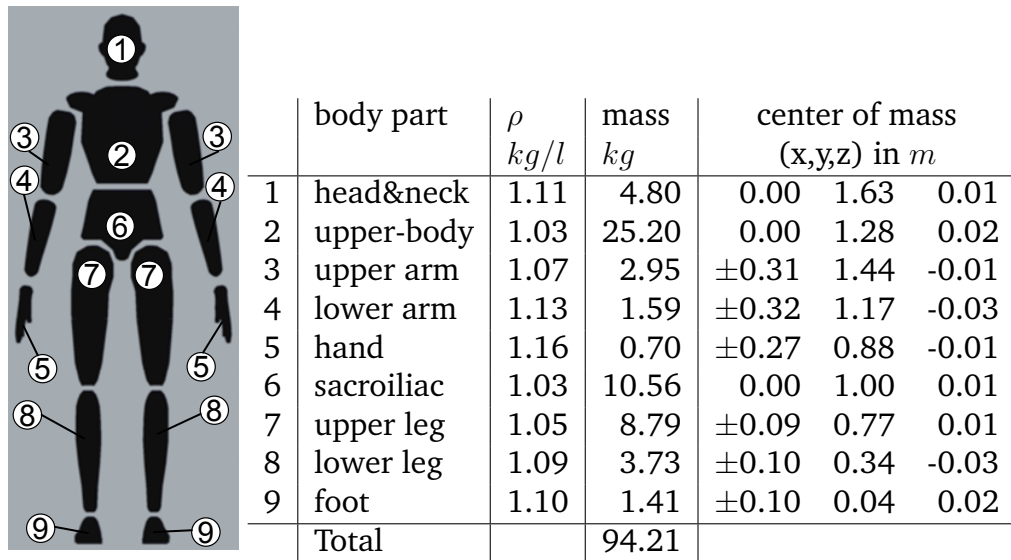 1
3
3
2
4
4
6
7
7
5
5
8
8
9
9
body part ρ mass center of mass
kg/l kg (x,y,z) in m
1 head&neck 1.11 4.80 0.00 1.63 0.01
2 upper-body 1.03 25.20 0.00 1.28 0.02
3 upper arm 1.07 2.95 ±0.31 1.44 -0.01
4 lower arm 1.13 1.59 ±0.32 1.17 -0.03
5 hand 1.16 0.70 ±0.27 0.88 -0.01
6 sacroiliac 1.03 10.56 0.00 1.00 0.01
7 upper leg 1.05 8.79 ±0.09 0.77 0.01
8 lower leg 1.09 3.73 ±0.10 0.34 -0.03
9 foot 1.10 1.41 ±0.10 0.04 0.02
Total 94.21